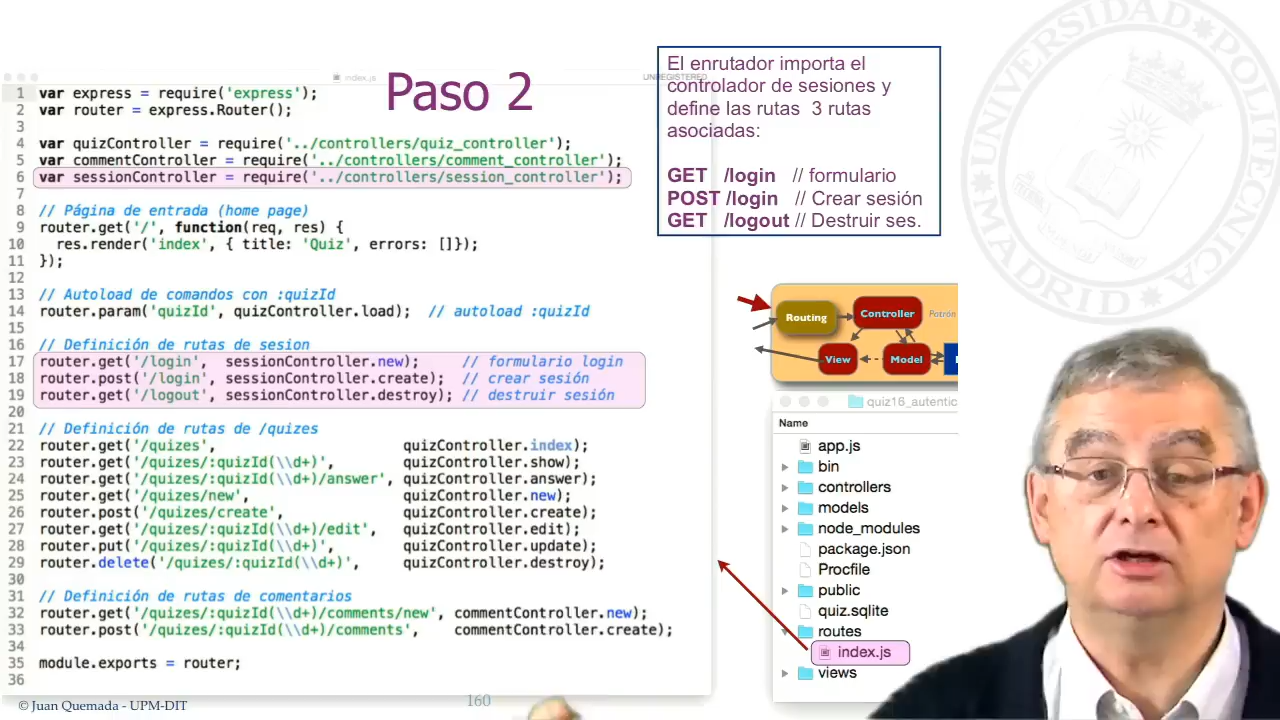 Paso 2
index.js
UNREGISTERED
1 var express = require('express');
2 var router = express.Router();
3
4 var quizController = require('../controllers/quiz_controller');
5 var commentController = require('../controllers/comment_controller');
6 var sessionController = require('../controllers/session_controller');
7
8 // Página de entrada (home page)
9 router.get('/', function(req, res) {
10 res.render('index', { title: 'Quiz', errors: []});
11 });
12
13 // Autoload de comandos con :quizId
14 router.param('quizId', quizController.load); // autoload :quizId
15
16 // Definición de rutas de sesion
17 router.get('/login', sessionController.new); // formulario login
18 router.post('/login', sessionController.create); // crear sesión
19 router.get('/logout', sessionController.destroy); // destruir sesión
20
21 // Definición de rutas de /quizes
22 router.get('/quizes', quizController.index);
23 router.get('/quizes/:quizId(\\d+)', quizController.show);
24 router.get('/quizes/:quizId(\\d+)/answer', quizController.answer);
25 router.get('/quizes/new', quizController.new);
26 router.post('/quizes/create', quizController.create);
27 router.get('/quizes/:quizId(\\d+)/edit', quizController.edit);
28 router.put('/quizes/:quizId(\\d+)', quizController.update);
29 router.delete('/quizes/:quizId(\\d+)', quizController.destroy);
30
31 // Definición de rutas de comentarios
32 router.get('/quizes/:quizId(\\d+)/comments/new', commentController.new);
33 router.post('/quizes/:quizId(\\d+)/comments', commentController.create);
34
35 module.exports = router;
36
El enrutador importa el
controlador de sesiones y
define las rutas 3 rutas
asociadas:
GET /login // formulario
POST /login // Crear sesión
GET /logout // Destruir ses.
Routing
Controller
Patrón
View
Model
quiz16_autentic
Name
app.js
bin
controllers
models
node_modules
package.json
Procfile
public
quiz.sqlite
routes
index.js
views
© Juan Quemada - UPM-DIT
160
UNIVERSIDAD POLITÉCNICA
MADRID